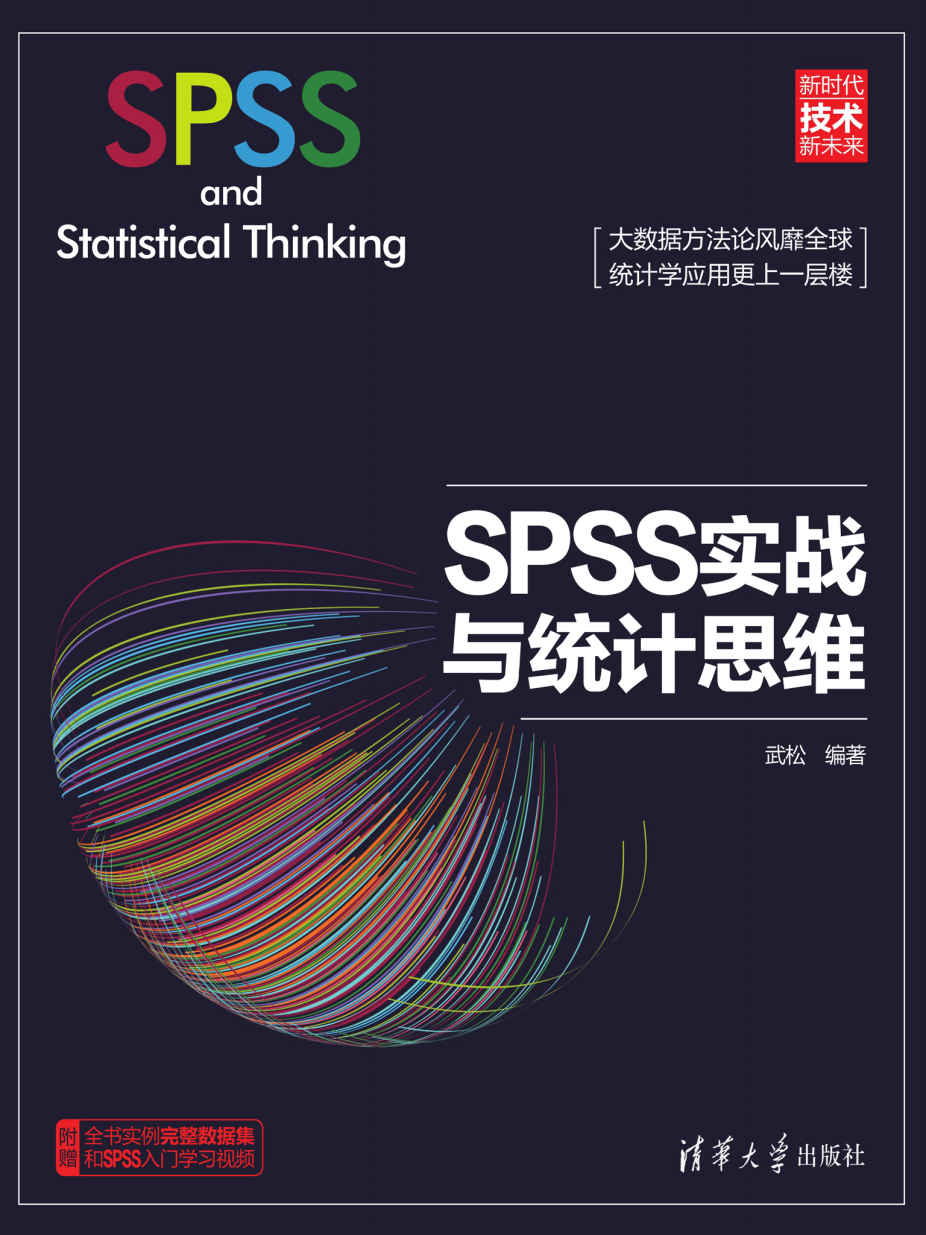 SPSS
and
Statistical Thinking
新时代
技术
新未来
大数据方法论风靡全球
统计学应用更上一层楼
SPSS实战
与统计思维
武松 编著
附赠
全书实例完整数据集
和SPSS入门学习视频
清华大学出版社